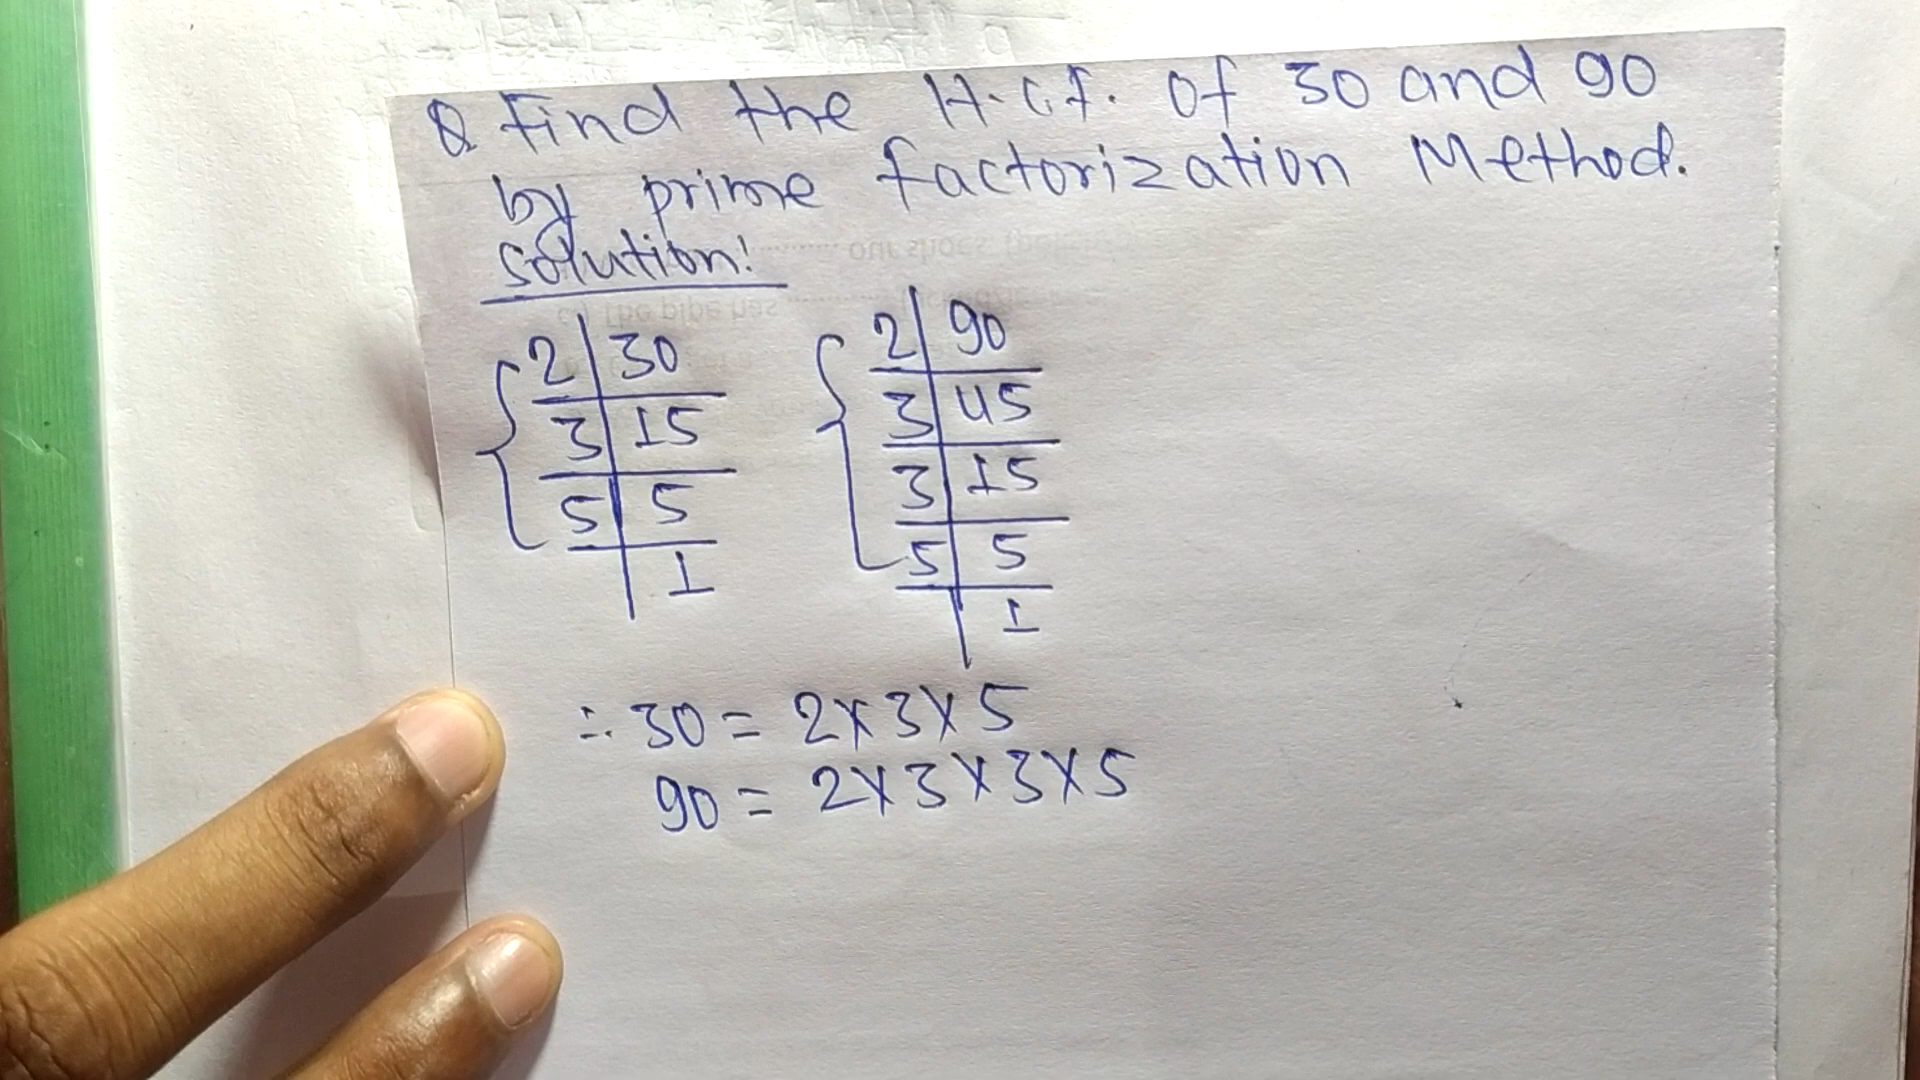 Q Find the H.C.F. of 30 and 90
by prime factorization Method.
Solution:
2 30
3 15
5 5
1
2 90
3 45
3 15
5 5
1
∴ 30 = 2×3×5
90 = 2×3×3×5